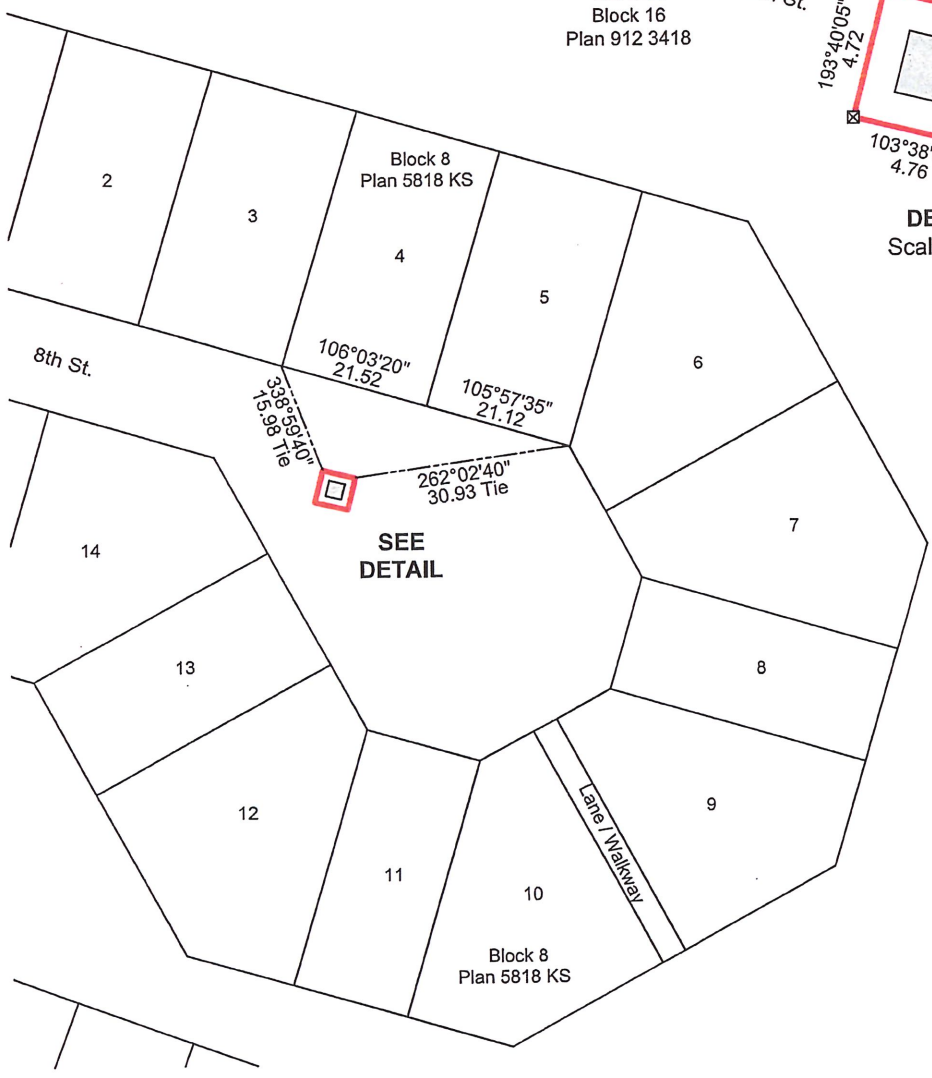 St.
Block 16
Plan 912 3418
193°40'05"
4.72
103°38'
4.76
DE
Scal
Block 8
Plan 5818 KS
2
3
4
5
6
8th St.
106°03'20"
21.52
105°57'35"
21.12
338°59'40"
15.98 Tie
262°02'40"
30.93 Tie
SEE
DETAIL
7
14
13
8
12
9
11
10
Lane / Walkway
Block 8
Plan 5818 KS